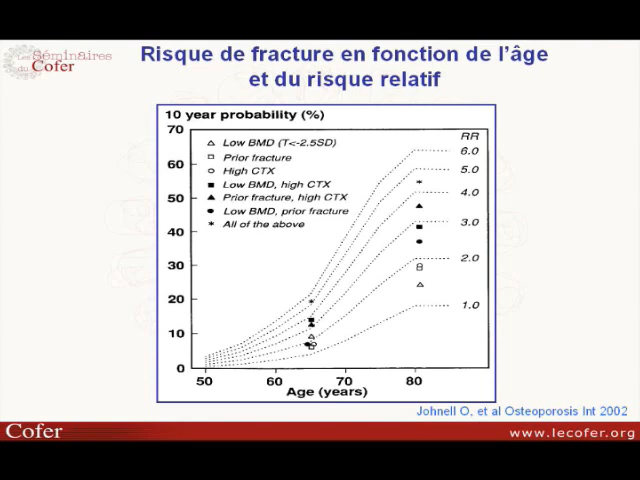 Les Séminaires
du Cofer
Risque de fracture en fonction de l'âge
et du risque relatif
10 year probability (%)
70
60
50
40
30
20
10
0
Low BMD (T<-2.5SD)
Prior fracture
High CTX
Low BMD, high CTX
Prior fracture, high CTX
Low BMD, prior fracture
All of the above
RR
6.0
5.0
4.0
3.0
2.0
1.0
50 60 70 80
Age (years)
Johnell O, et al Osteoporosis Int 2002
Cofer
www.lecofer.org